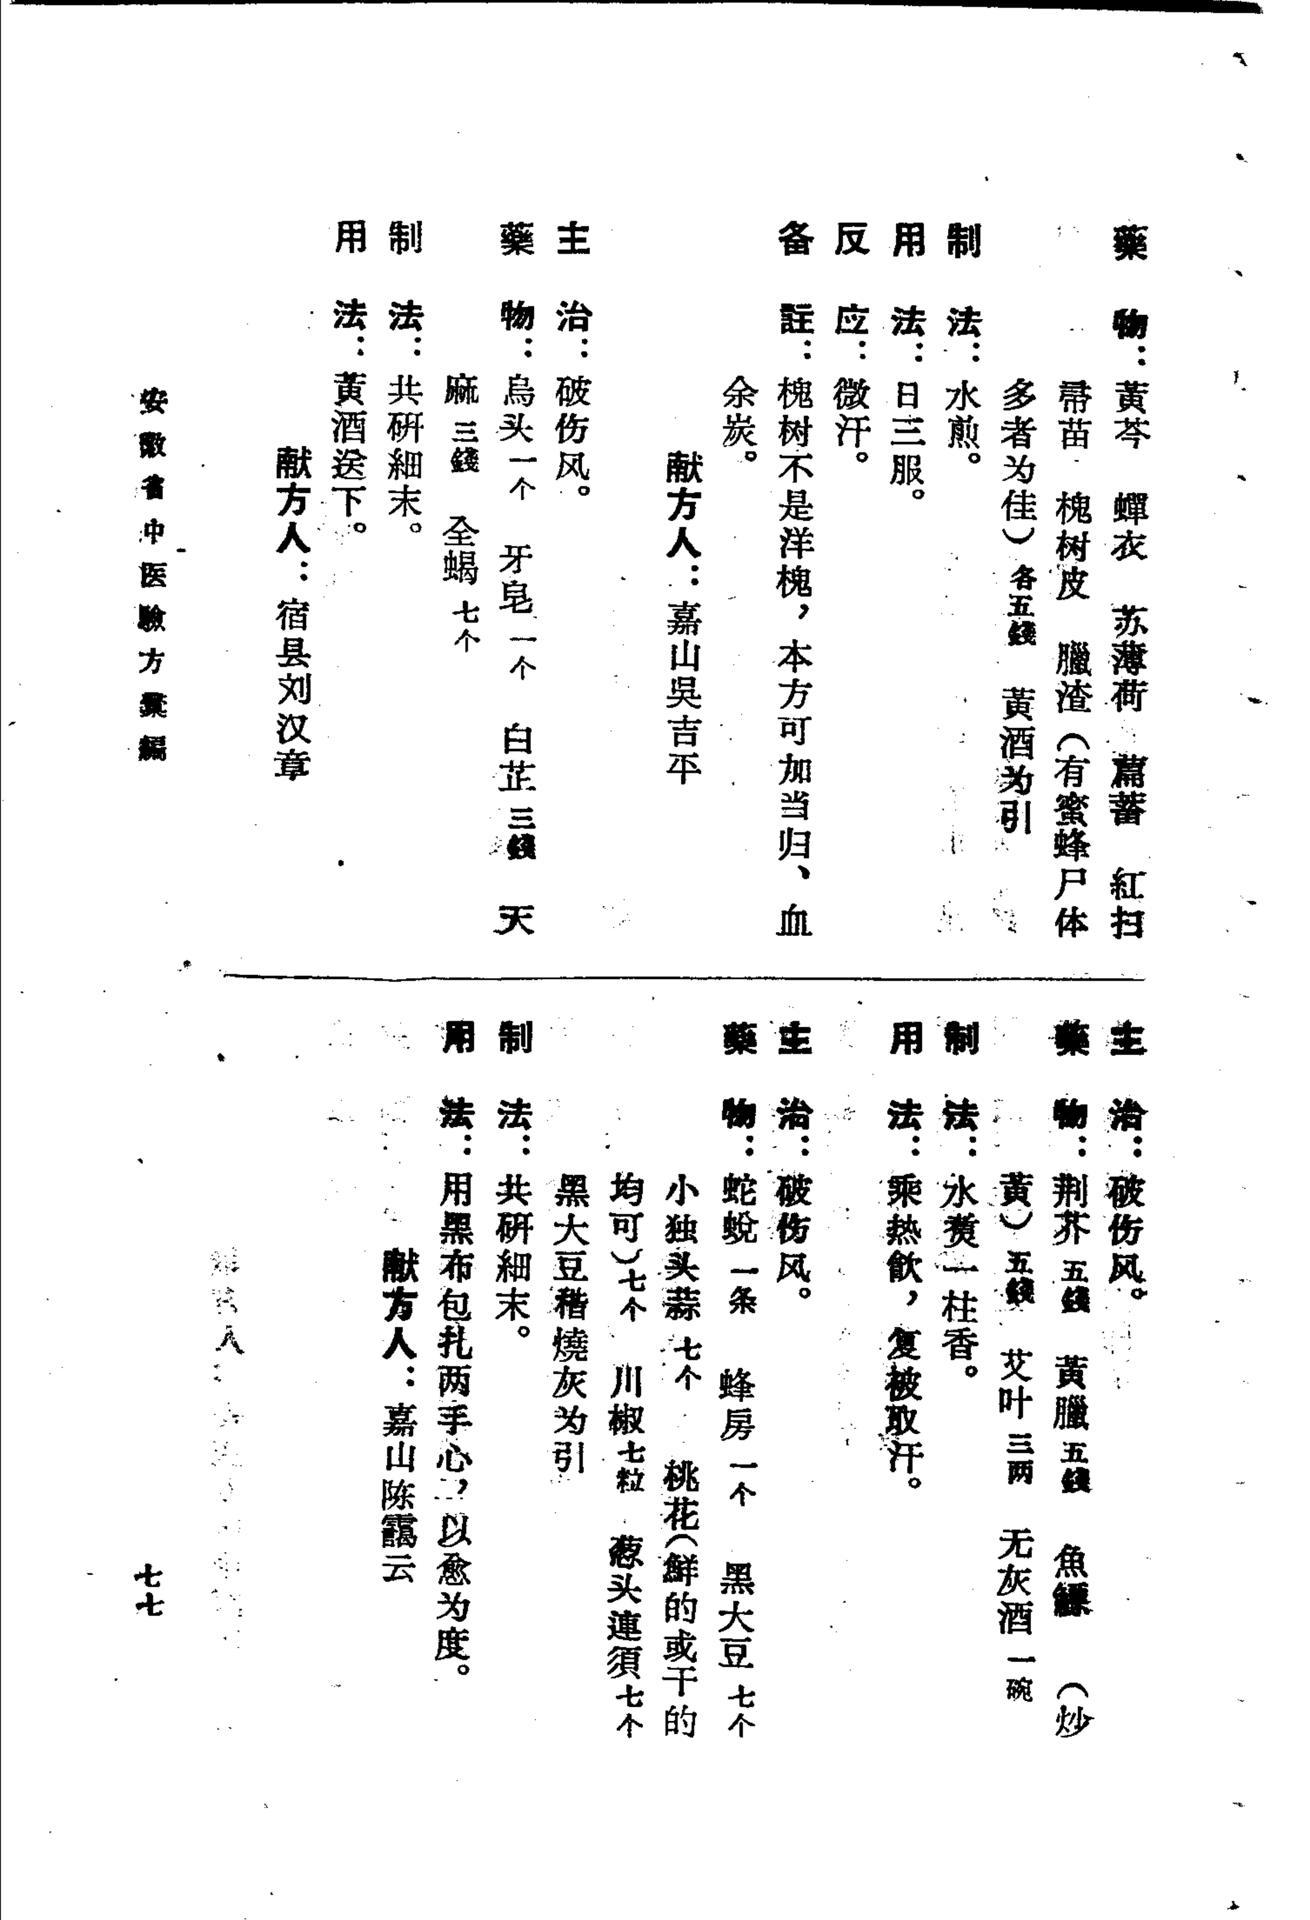 藥　物：黃芩　蟬衣　苏薄荷　萹蓄　紅扫
帚苗　槐树皮　臘渣（有蜜蜂尸体
多者为佳）各五錢　黃酒为引
制　法：水煎。
用　法：日三服。
反　应：微汗。
备　註：槐树不是洋槐，本方可加当归、血
余炭。
献方人：嘉山吳吉平
主　治：破伤风。
藥　物：烏头一个　牙皂一个　白芷三錢　天
麻三錢　全蝎七个
制　法：共研細末。
用　法：黃酒送下。
献方人：宿县刘汉章
主　治：破伤风。
藥　物：荆芥五錢　黃臘五錢　魚鰾　（炒
黃）五錢　艾叶三两　无灰酒一碗
制　法：水煑一柱香。
用　法：乘热飮，复被取汗。
主　治：破伤风。
藥　物：蛇蛻一条　蜂房一个　黑大豆七个
小独头蒜七个　桃花（鮮的或干的
均可）七个　川椒七粒　葱头連須七个
黑大豆稭燒灰为引
制　法：共研細末。
用　法：用黑布包扎两手心，以愈为度。
献方人：嘉山陈靄云
安徽省中医驗方彙編
七七